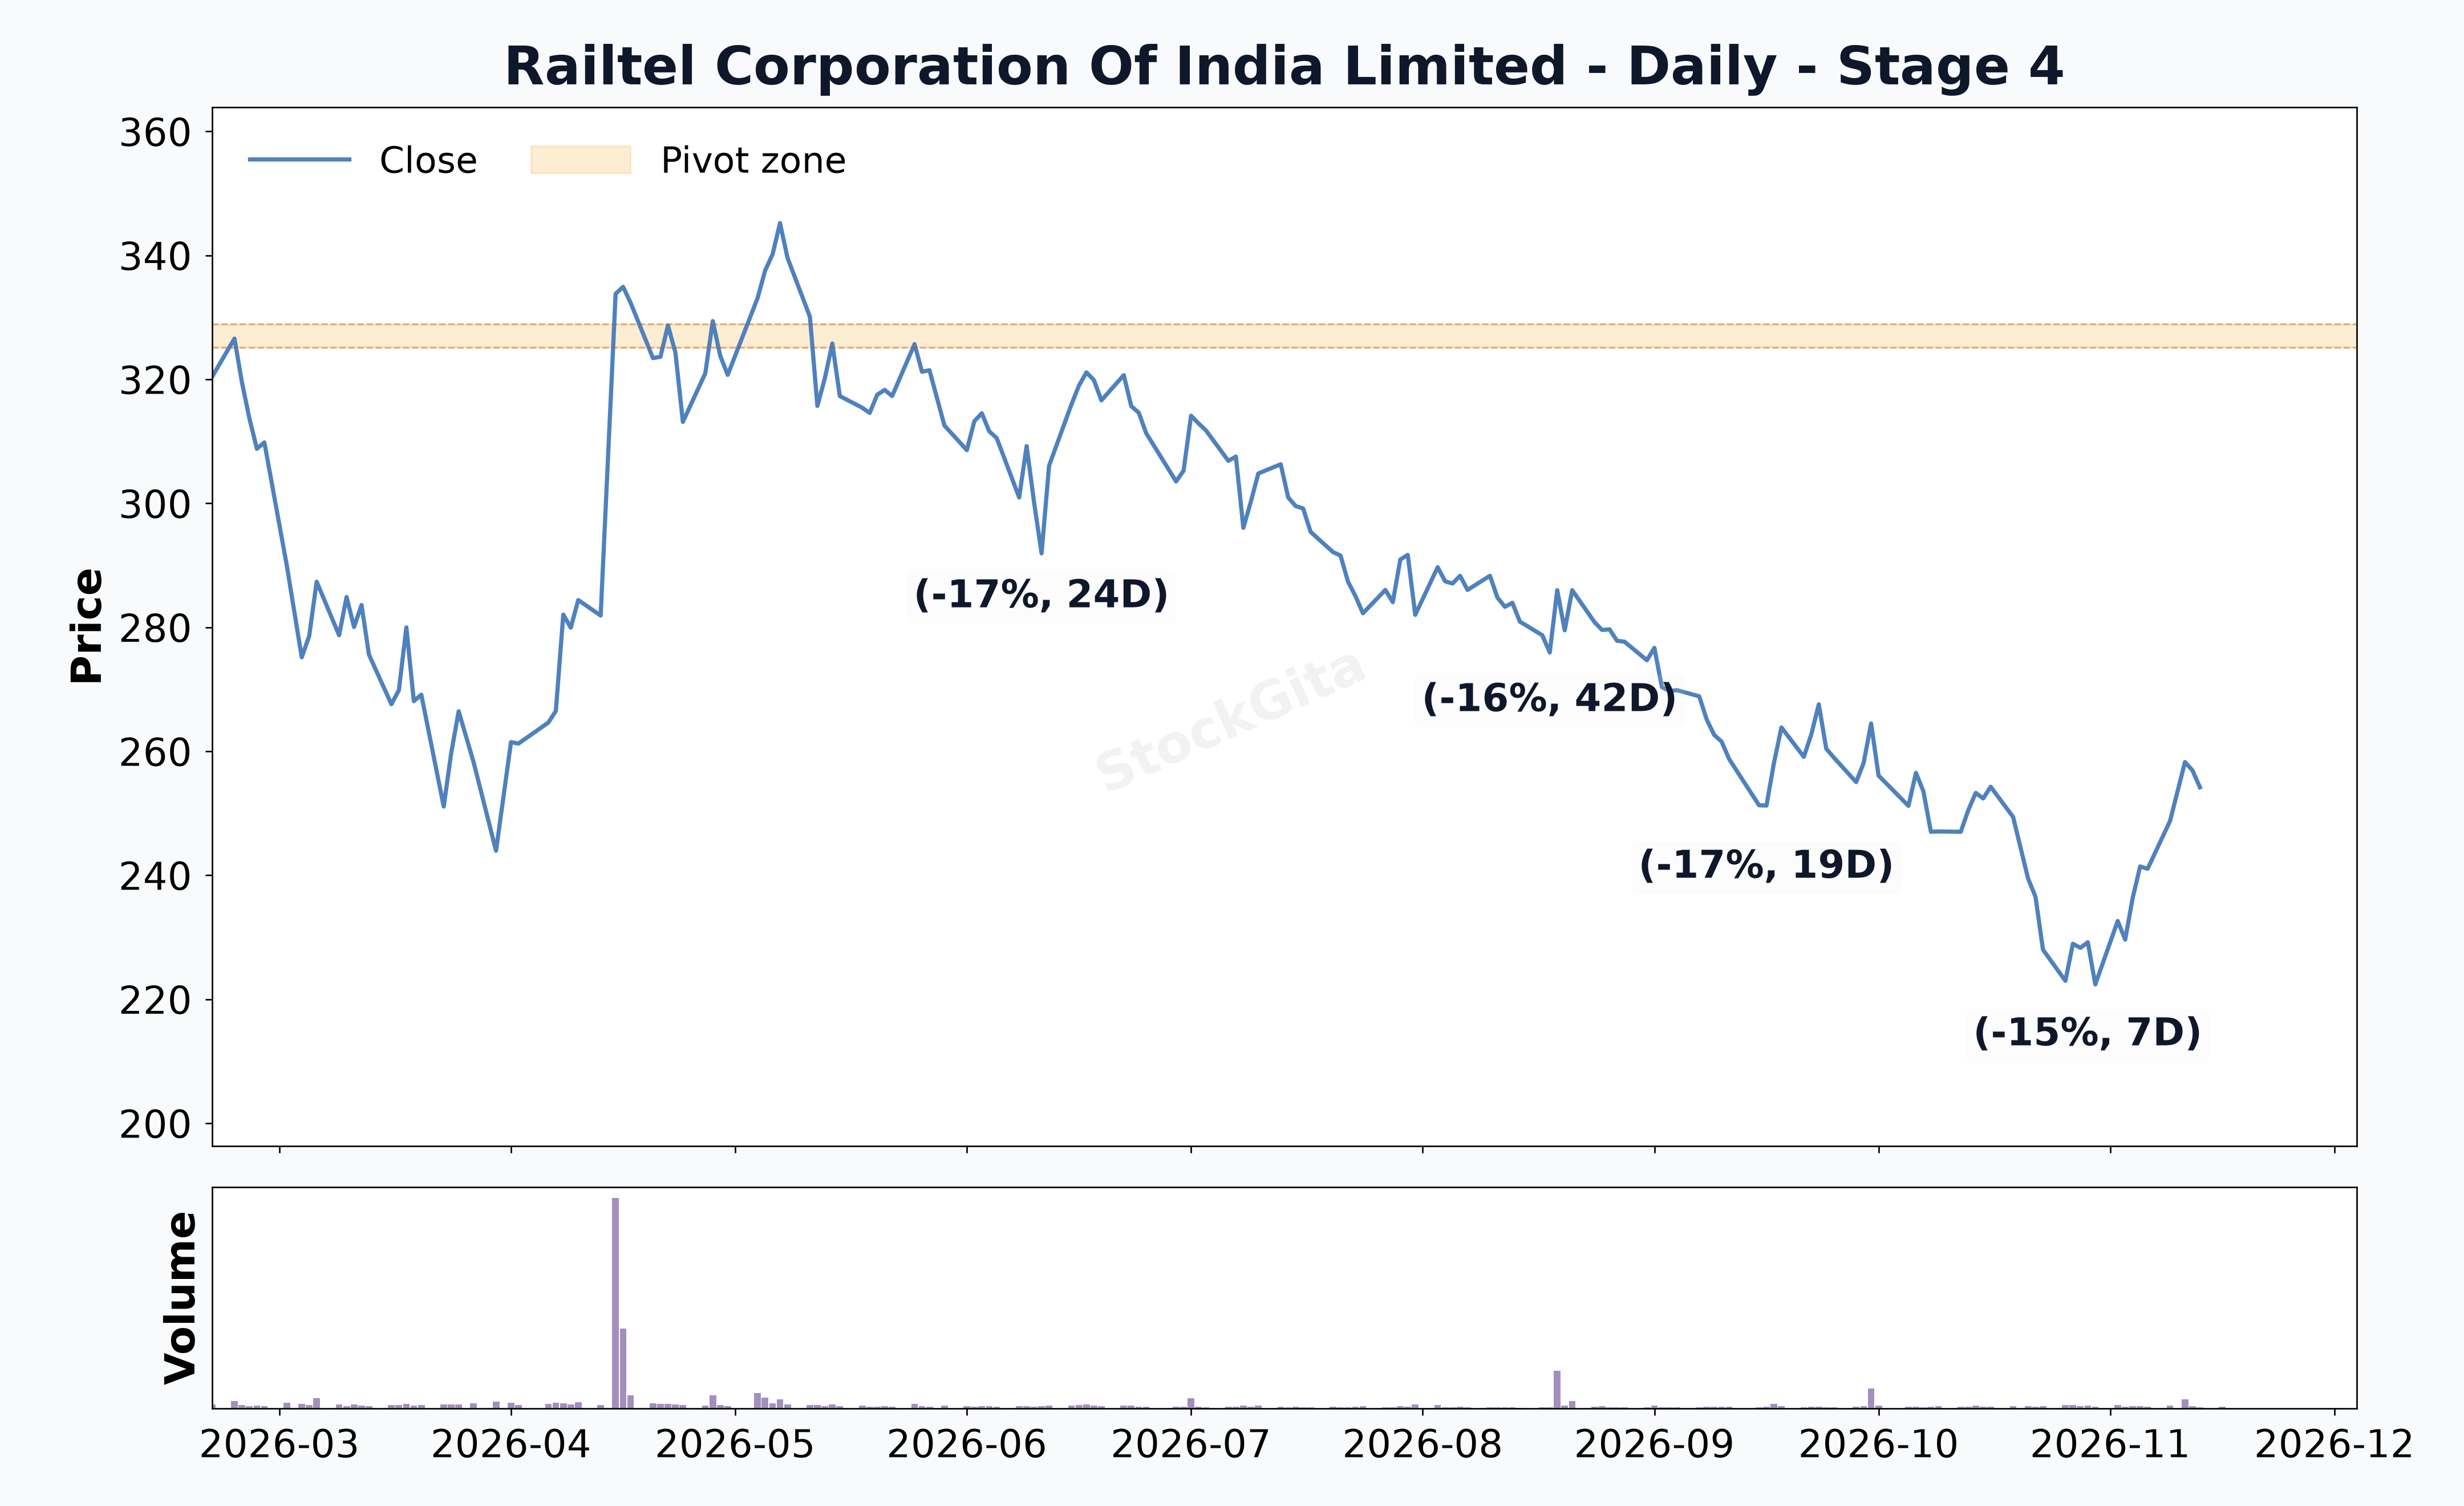 Railtel Corporation Of India Limited - Daily - Stage 4
Close
Pivot zone
360
340
320
300
280
260
240
220
200
Price
(-17%, 24D)
(-16%, 42D)
(-17%, 19D)
(-15%, 7D)
StockGita
Volume
2026-03
2026-04
2026-05
2026-06
2026-07
2026-08
2026-09
2026-10
2026-11
2026-12